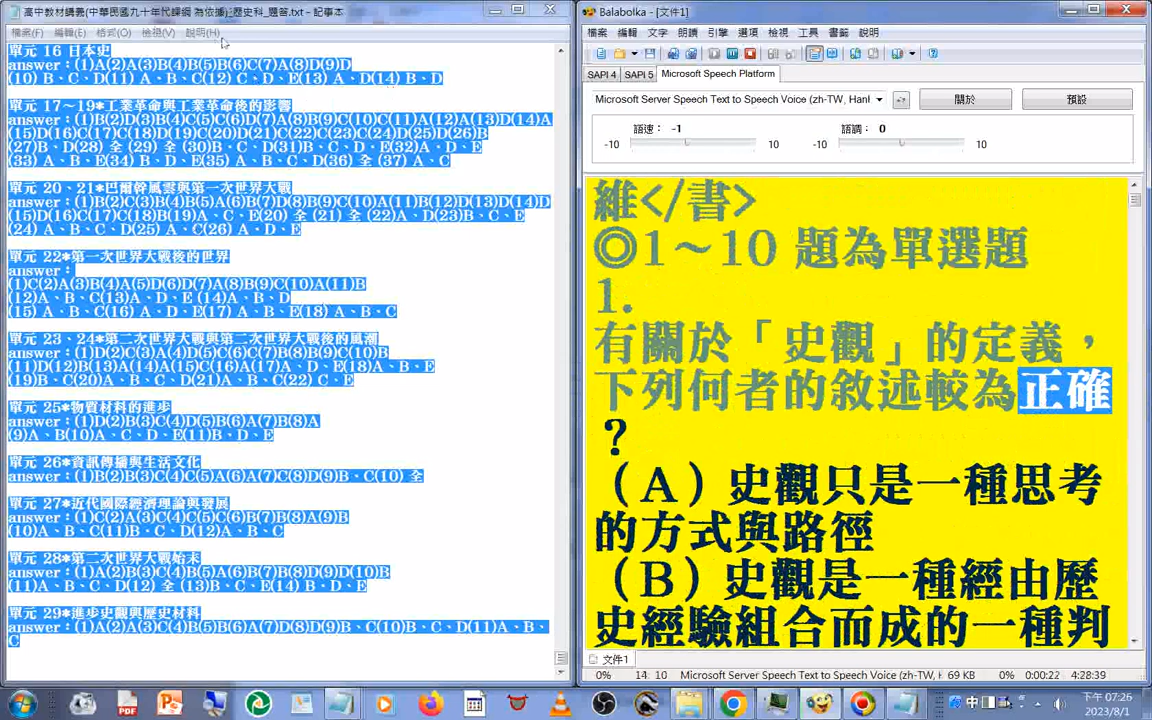 高中教材講義(中華民國九十年代課綱 為依據)歷史科_題答.txt - 記事本
檔案(F) 編輯(E) 格式(O) 檢視(V) 說明(H)
單元 16 日本史
answer：(1)A(2)A(3)B(4)B(5)B(6)C(7)A(8)D(9)D
(10) B、C、D(11) A、B、C(12) C、D、E(13) A、D(14) B、D
單元 17～19*工業革命與工業革命後的影響
answer：(1)B(2)D(3)B(4)C(5)C(6)D(7)A(8)B(9)C(10)C(11)A(12)A(13)D(14)A
(15)D(16)C(17)C(18)D(19)C(20)D(21)C(22)C(23)C(24)D(25)D(26)B
(27)B、D(28) 全 (29) 全 (30)B、C、D(31)B、C、E(32)A、D、E
(33) A、B、E(34) B、D、E(35) A、B、C、D(36) 全 (37) A、C
單元 20、21*巴爾幹風雲與第一次世界大戰
answer：(1)B(2)C(3)B(4)B(5)A(6)B(7)D(8)B(9)C(10)A(11)B(12)D(13)D(14)D
(15)D(16)C(17)C(18)B(19)A、C、E(20) 全 (21) 全 (22)A、D(23)B、C、E
(24) A、B、C、D(25) A、C(26) A、D、E
單元 22*第一次世界大戰後的世界
answer：
(1)C(2)A(3)B(4)A(5)D(6)D(7)A(8)B(9)C(10)A(11)B
(12)A、B、C(13)A、D、E (14)A、B、D
(15) A、B、C(16) A、D、E(17) A、B、E(18) A、B、C
單元 23、24*第二次世界大戰與第二次世界大戰後的風潮
answer：(1)D(2)C(3)A(4)D(5)C(6)C(7)B(8)B(9)C(10)B
(11)D(12)B(13)A(14)A(15)C(16)A(17)A、D、E(18)A、B、E
(19)B、C(20)A、B、C、D(21)A、B、C(22) C、E
單元 25*物質材料的進步
answer：(1)D(2)B(3)C(4)D(5)B(6)A(7)B(8)A
(9)A、B(10)A、C、D、E(11)B、D、E
單元 26*資訊傳播與生活文化
answer：(1)B(2)B(3)C(4)C(5)A(6)A(7)C(8)D(9)B、C(10) 全
單元 27*近代國際經濟理論與發展
answer：(1)C(2)A(3)C(4)C(5)C(6)B(7)B(8)A(9)B
(10)A、B、C(11)B、C、D(12)A、B、C
單元 28*第二次世界大戰始末
answer：(1)A(2)B(3)C(4)B(5)A(6)B(7)A(8)B(9)D(10)B
(11)A、B、C、D(12) 全 (13)B、C、E(14) B、D、E
單元 29*進步史觀與歷史材料
answer：(1)A(2)A(3)C(4)B(5)B(6)A(7)D(8)D(9)B、C(10)B、C、D(11)A、B、
C
Balabolka - [文件1]
檔案 編輯 文字 朗讀 引擎 選項 檢視 工具 書籤 說明
SAPI 4 SAPI 5 Microsoft Speech Platform
Microsoft Server Speech Text to Speech Voice (zh-TW, Hanl
關於 預設
語速： -1 語調： 0
-10 10 -10 10
維</書>
◎1～10 題為單選題
1.
有關於「史觀」的定義，
下列何者的敘述較為正確
？
（A）史觀只是一種思考
的方式與路徑
（B）史觀是一種經由歷
史經驗組合而成的一種判
文件1
0% 14: 10 Microsoft Server Speech Text to Speech Voice (zh-TW, H 69 KB 0% 0:00:22 4:28:39
PDF
中
下午 07:26
2023/8/1